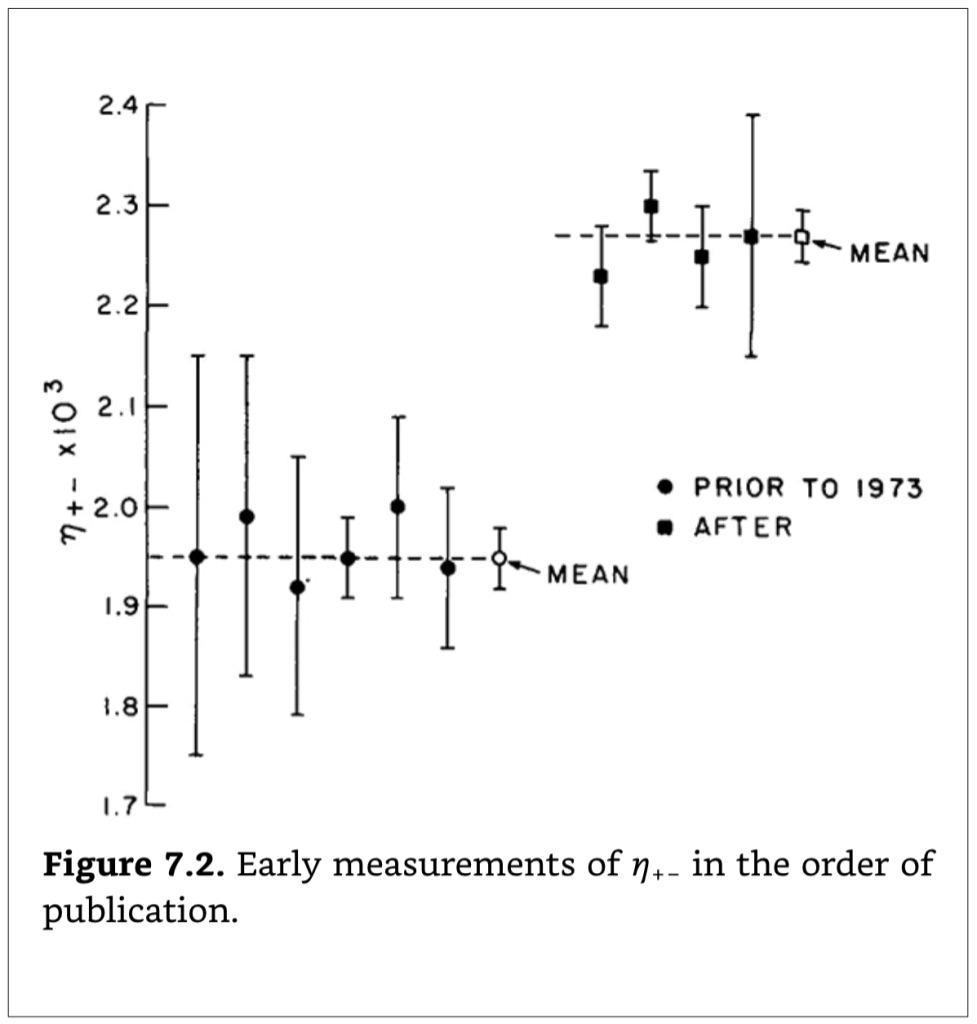 2.4
2.3
2.2
2.1
2.0
1.9
1.8
1.7
η+− x10³
MEAN
MEAN
PRIOR TO 1973
AFTER
Figure 7.2. Early measurements of η+− in the order of
publication.